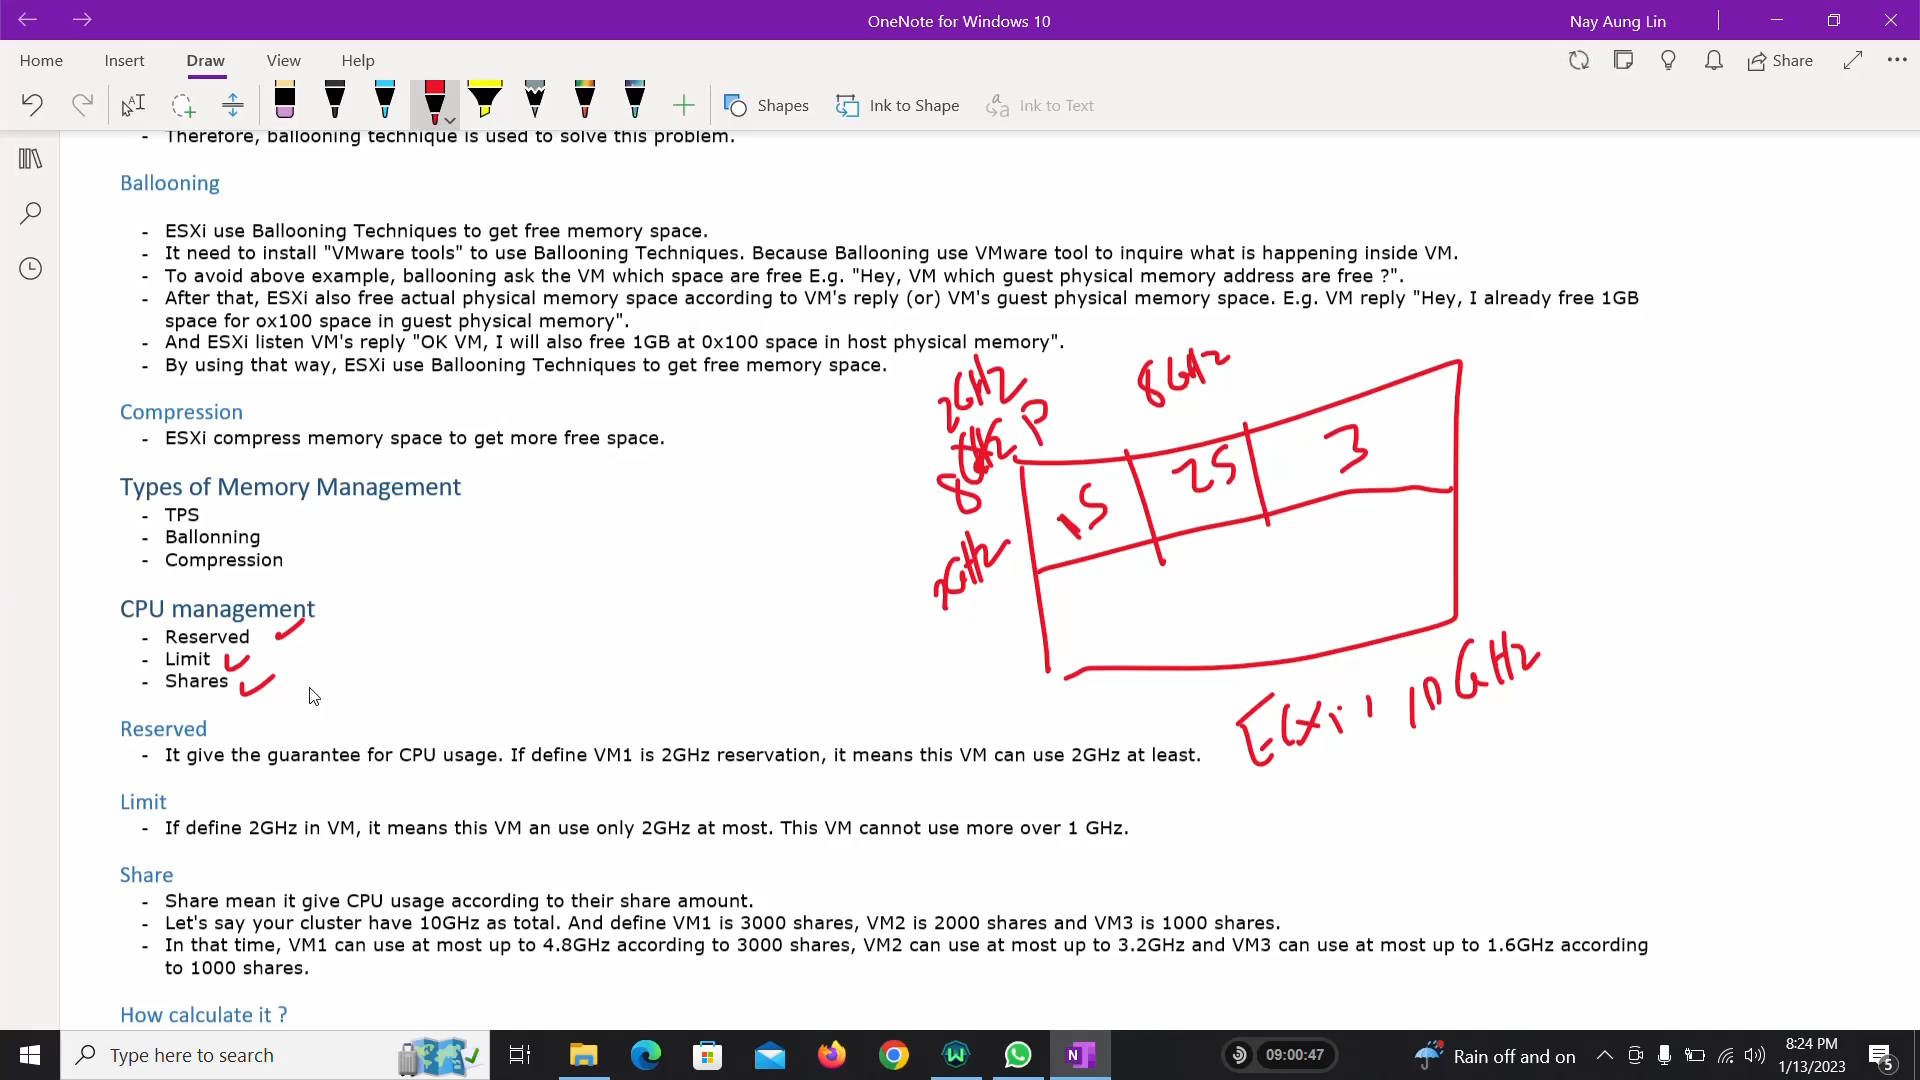 OneNote for Windows 10
Nay Aung Lin
Home Insert Draw View Help
Share
Shapes Ink to Shape Ink to Text
- Therefore, ballooning technique is used to solve this problem.
Ballooning
- ESXi use Ballooning Techniques to get free memory space.
- It need to install "VMware tools" to use Ballooning Techniques. Because Ballooning use VMware tool to inquire what is happening inside VM.
- To avoid above example, ballooning ask the VM which space are free E.g. "Hey, VM which guest physical memory address are free ?".
- After that, ESXi also free actual physical memory space according to VM's reply (or) VM's guest physical memory space. E.g. VM reply "Hey, I already free 1GB
space for ox100 space in guest physical memory".
- And ESXi listen VM's reply "OK VM, I will also free 1GB at 0x100 space in host physical memory".
- By using that way, ESXi use Ballooning Techniques to get free memory space.
8GHz
2GHz
P
8GHz
Compression
- ESXi compress memory space to get more free space.
3
Types of Memory Management
- TPS
- Ballonning
- Compression
2GHz
CPU management
- Reserved
- Limit
- Shares
10GHz
Reserved
- It give the guarantee for CPU usage. If define VM1 is 2GHz reservation, it means this VM can use 2GHz at least.
Limit
- If define 2GHz in VM, it means this VM an use only 2GHz at most. This VM cannot use more over 1 GHz.
Share
- Share mean it give CPU usage according to their share amount.
- Let's say your cluster have 10GHz as total. And define VM1 is 3000 shares, VM2 is 2000 shares and VM3 is 1000 shares.
- In that time, VM1 can use at most up to 4.8GHz according to 3000 shares, VM2 can use at most up to 3.2GHz and VM3 can use at most up to 1.6GHz according
to 1000 shares.
How calculate it ?
Type here to search
09:00:47
Rain off and on
8:24 PM
1/13/2023
5